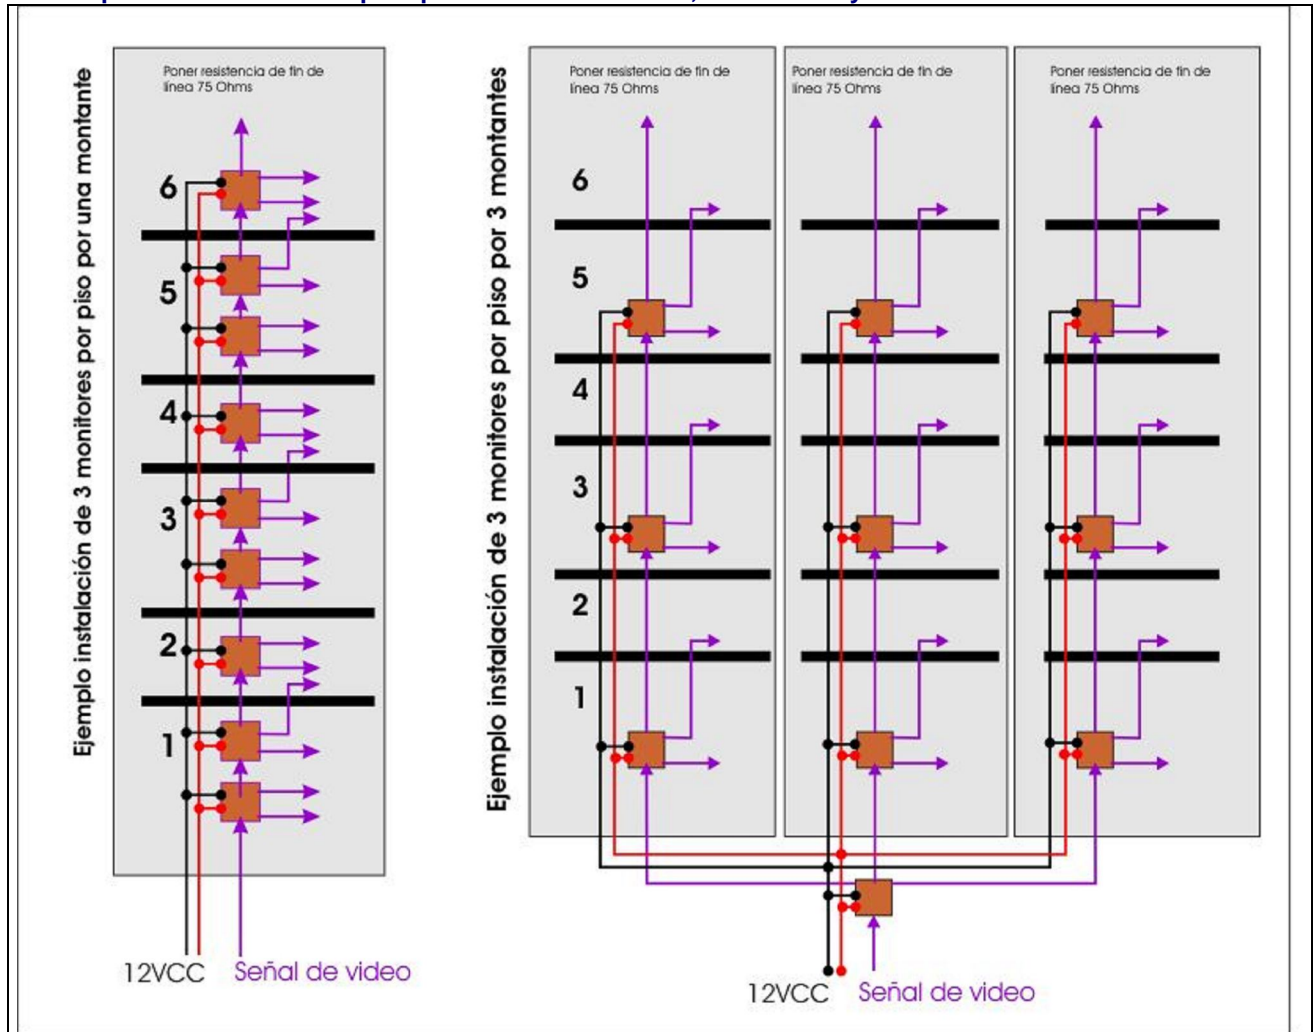 Ejemplo instalación de 3 monitores por piso por una montante
Poner resistencia de fin de
línea 75 Ohms
6
5
4
3
2
1
12VCC
Señal de video
Ejemplo instalación de 3 monitores por piso por 3 montantes
Poner resistencia de fin de
línea 75 Ohms
Poner resistencia de fin de
línea 75 Ohms
Poner resistencia de fin de
línea 75 Ohms
6
5
4
3
2
1
12VCC
Señal de video